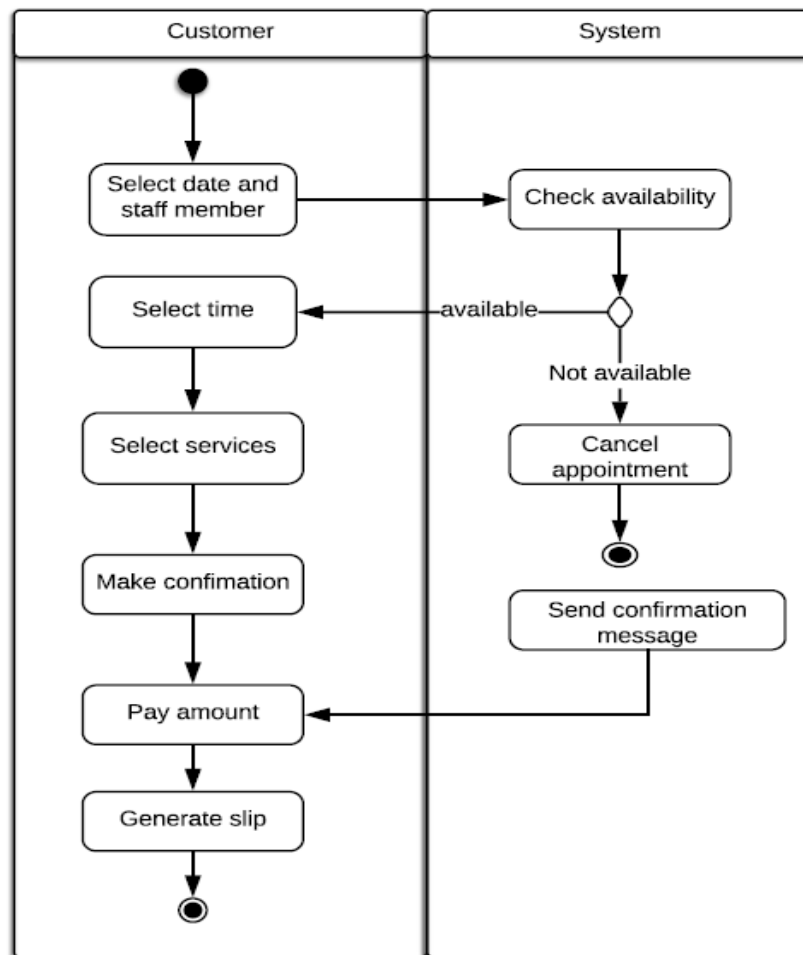 Customer
System
Select date and
staff member
Check availability
Select time
available
Not available
Select services
Cancel
appointment
Make confimation
Send confirmation
message
Pay amount
Generate slip